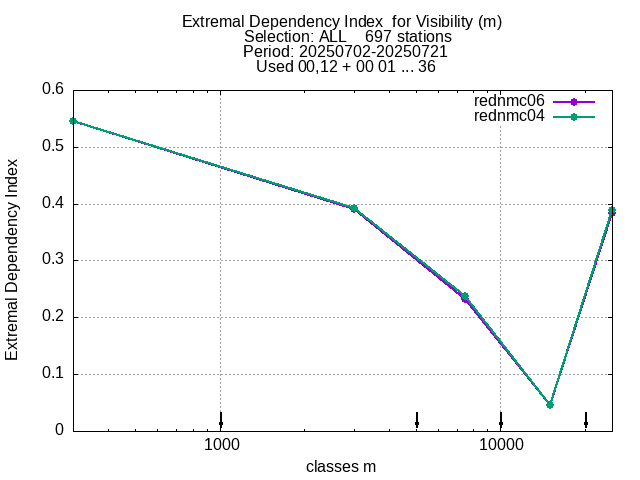 Extremal Dependency Index  for Visibility (m)
Selection: ALL    697 stations
Period: 20250702-20250721
Used 00,12 + 00 01 ... 36
rednmc06
rednmc04
0.6
0.5
0.4
0.3
0.2
0.1
0
Extremal Dependency Index
1000
10000
classes m